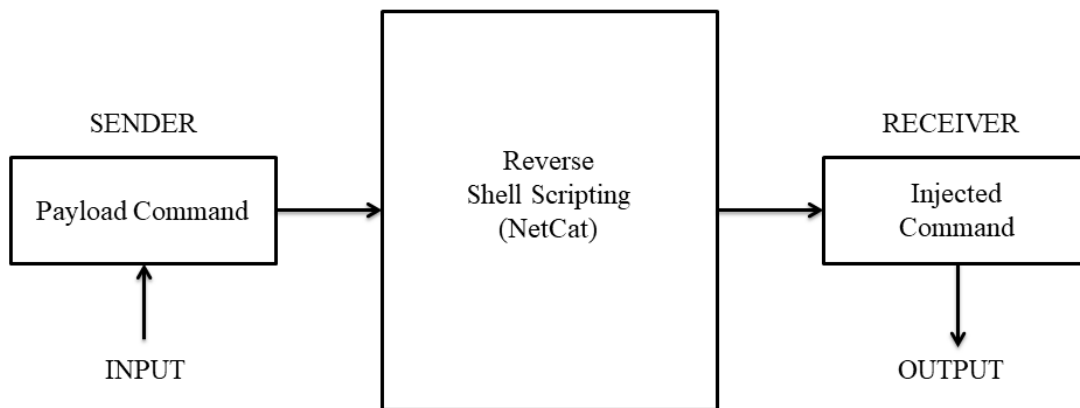 SENDER
Payload Command
INPUT
Reverse
Shell Scripting
(NetCat)
RECEIVER
Injected
Command
OUTPUT